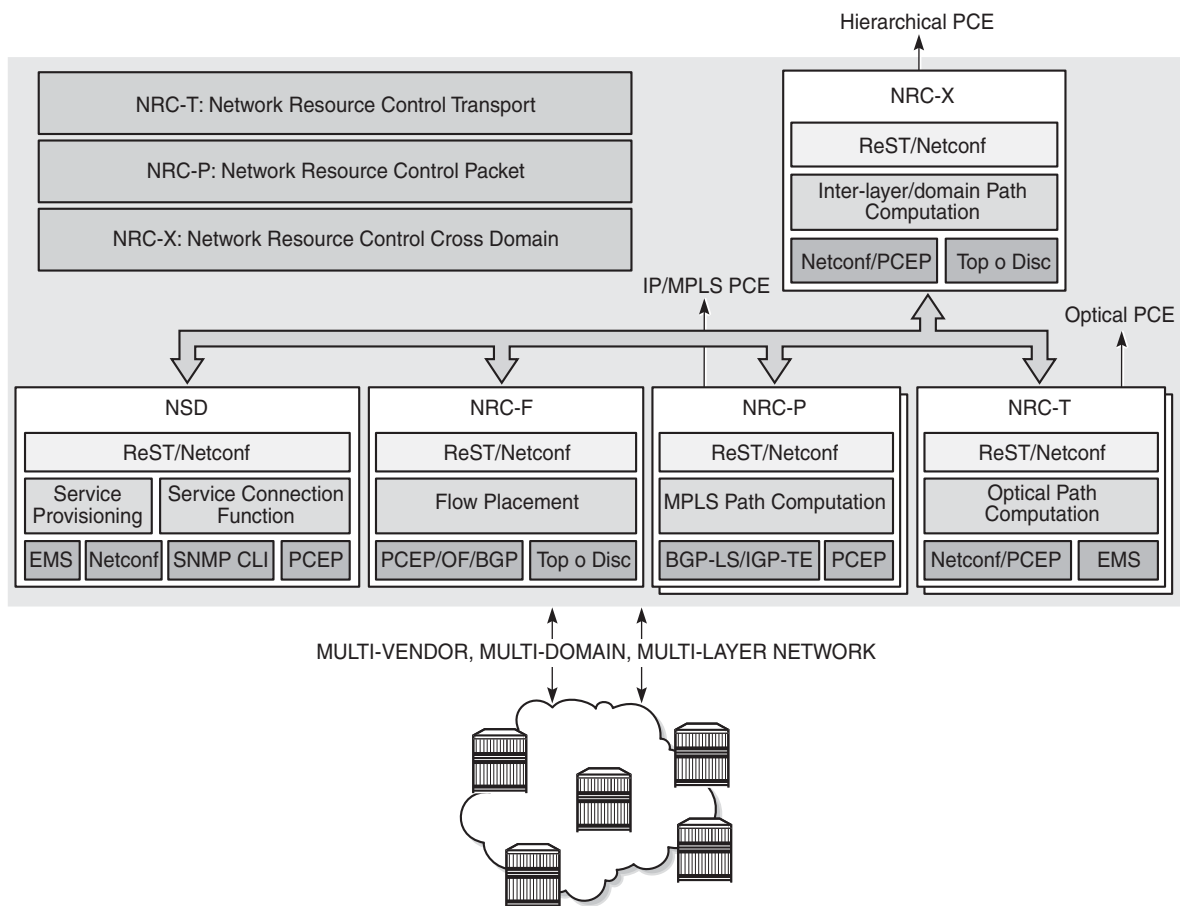 Hierarchical PCE
NRC-T: Network Resource Control Transport
NRC-P: Network Resource Control Packet
NRC-X: Network Resource Control Cross Domain
NRC-X
ReST/Netconf
Inter-layer/domain Path
Computation
Netconf/PCEP
Top o Disc
IP/MPLS PCE
Optical PCE
NSD
ReST/Netconf
Service
Provisioning
Service Connection
Function
EMS
Netconf
SNMP CLI
PCEP
NRC-F
ReST/Netconf
Flow Placement
PCEP/OF/BGP
Top o Disc
NRC-P
ReST/Netconf
MPLS Path Computation
BGP-LS/IGP-TE
PCEP
NRC-T
ReST/Netconf
Optical Path
Computation
Netconf/PCEP
EMS
MULTI-VENDOR, MULTI-DOMAIN, MULTI-LAYER NETWORK